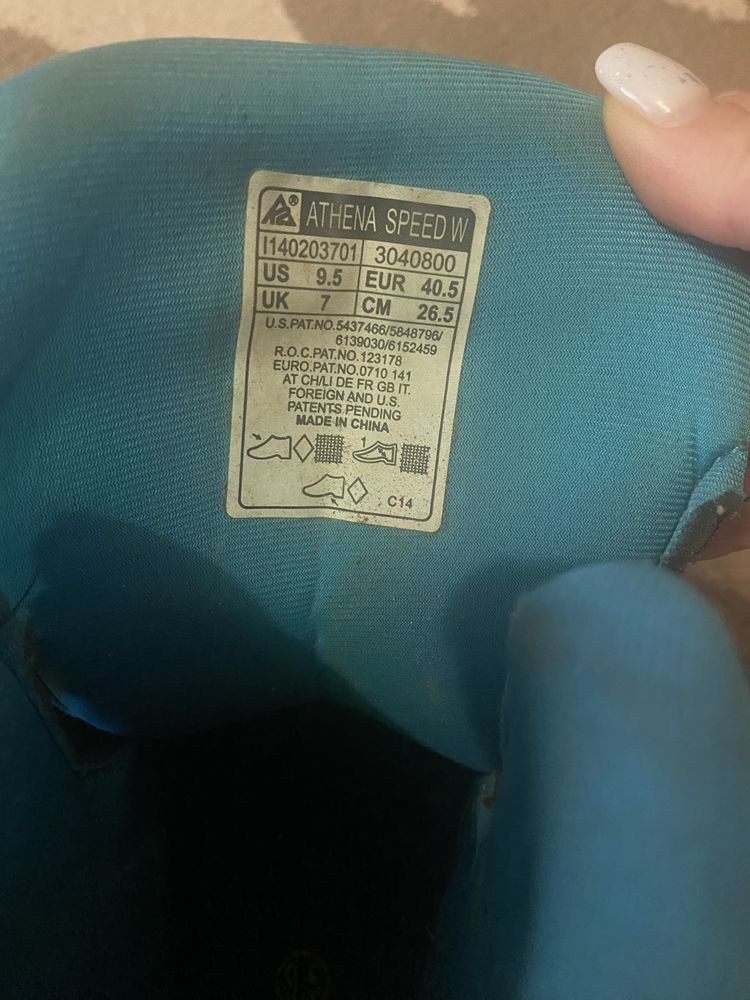 ® ATHENA SPEED W
I140203701 3040800
US 9.5 EUR 40.5
UK 7 CM 26.5
U.S.PAT.NO.5437466/5848796/
6139030/6152459
R.O.C.PAT.NO.123178
EURO.PAT.NO.0710 141
AT CH/LI DE FR GB IT.
FOREIGN AND U.S.
PATENTS PENDING
MADE IN CHINA
1
C14